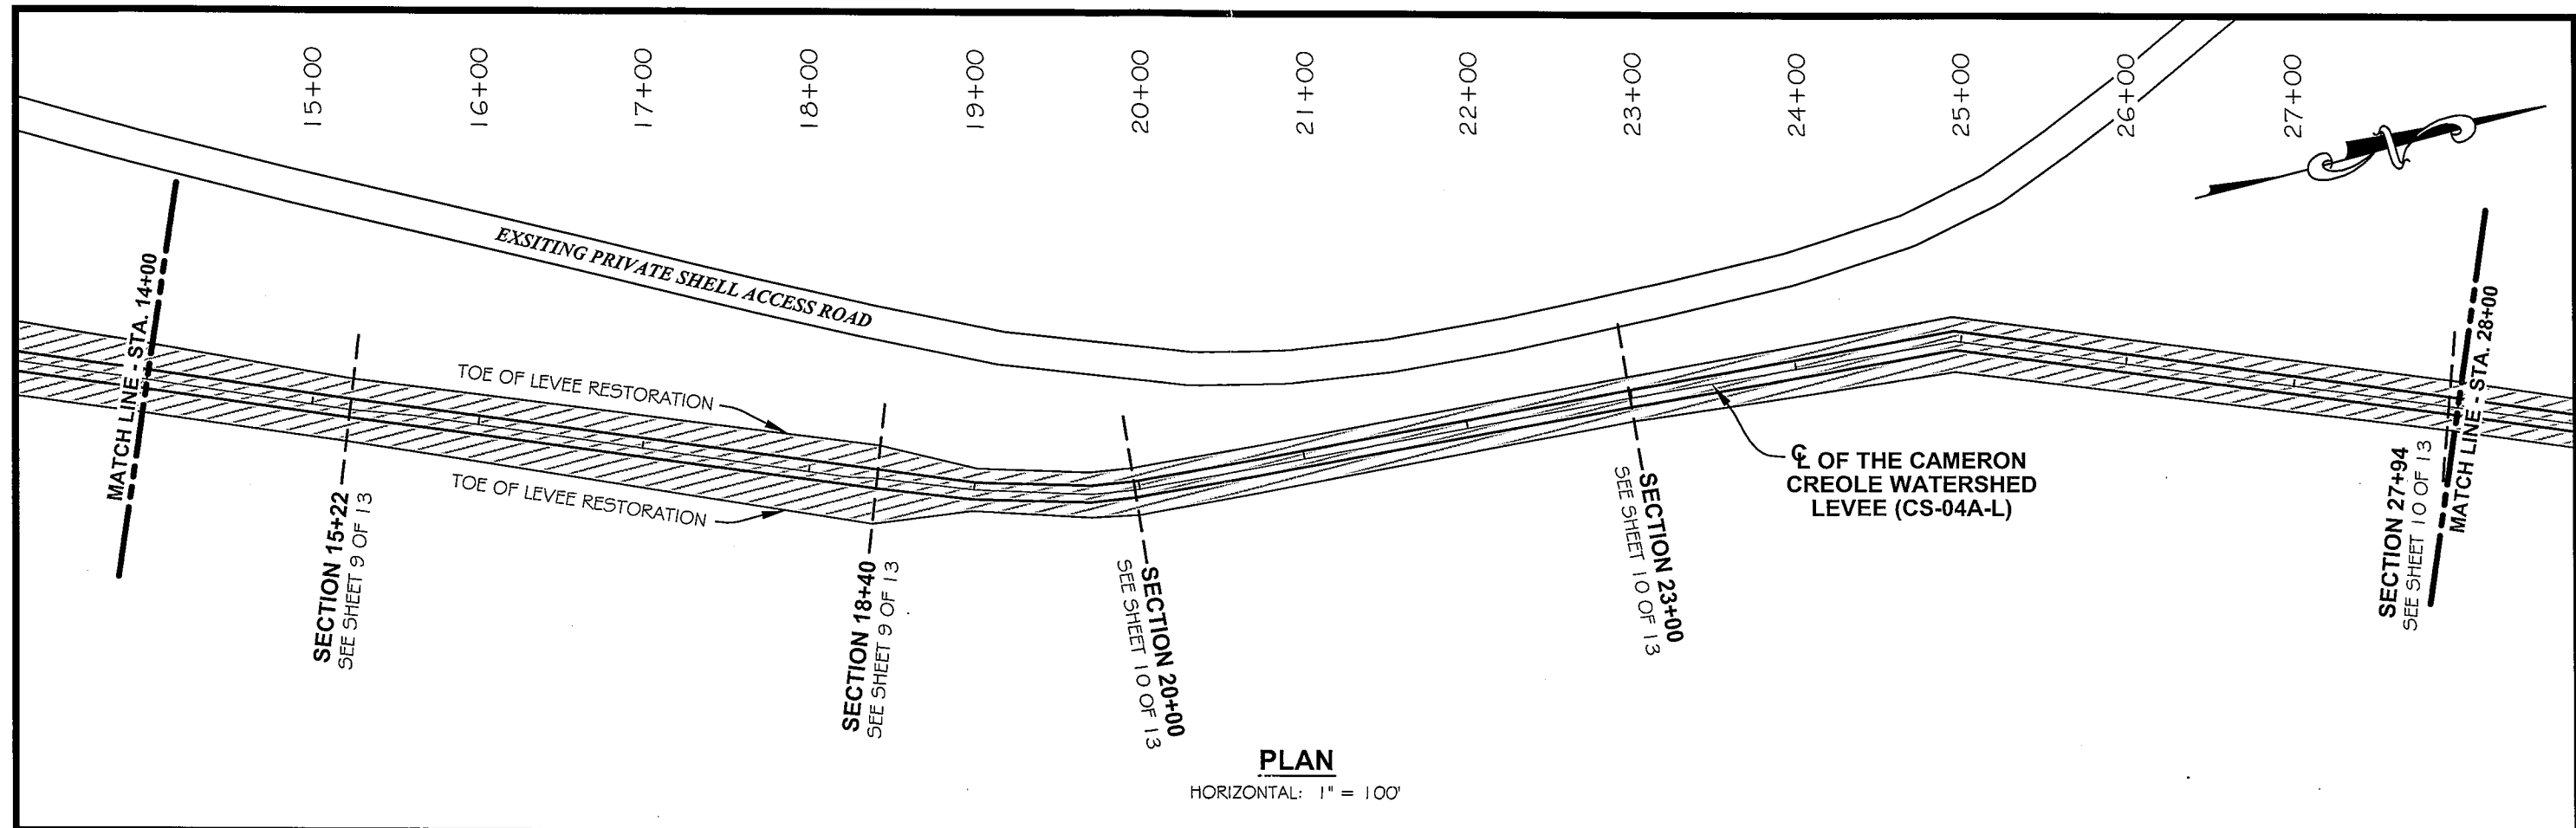 15+00
16+00
17+00
18+00
19+00
20+00
21+00
22+00
23+00
24+00
25+00
26+00
27+00
N
EXSITING PRIVATE SHELL ACCESS ROAD
MATCH LINE - STA. 14+00
TOE OF LEVEE RESTORATION
TOE OF LEVEE RESTORATION
SECTION 15+22
SEE SHEET 9 OF 13
SECTION 18+40
SEE SHEET 9 OF 13
SECTION 20+00
SEE SHEET 10 OF 13
SECTION 23+00
SEE SHEET 10 OF 13
℄ OF THE CAMERON
CREOLE WATERSHED
LEVEE (CS-04A-L)
SECTION 27+94
SEE SHEET 10 OF 13
MATCH LINE - STA. 28+00
PLAN
HORIZONTAL: 1" = 100'